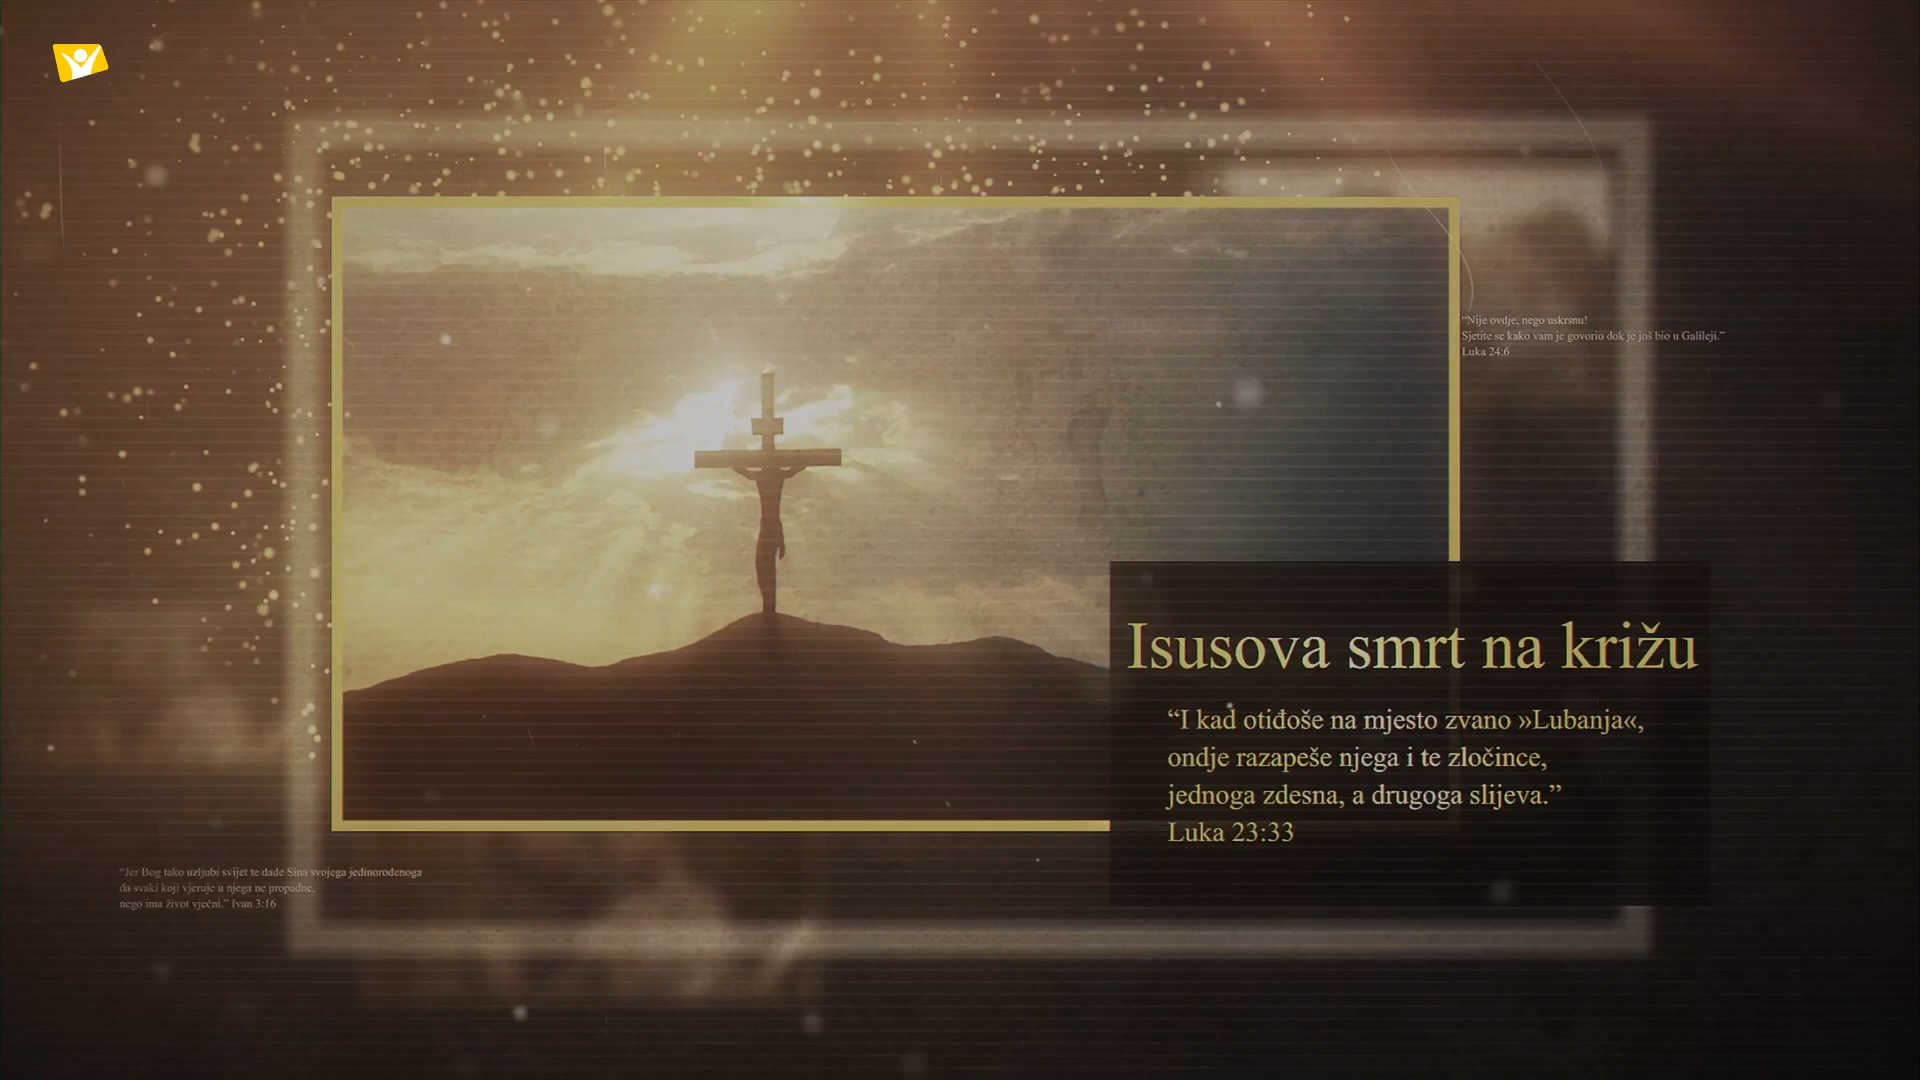 “Nije ovdje, nego uskrsnu!
Sjetite se kako vam je govorio dok je još bio u Galileji.”
Luka 24:6
Isusova smrt na križu
“I kad otiđoše na mjesto zvano »Lubanja«,
ondje razapeše njega i te zločince,
jednoga zdesna, a drugoga slijeva.”
Luka 23:33
“Jer Bog tako uzljubi svijet te dade Sina svojega jedinorođenoga
da svaki koji vjeruje u njega ne propadne,
nego ima život vječni.” Ivan 3:16